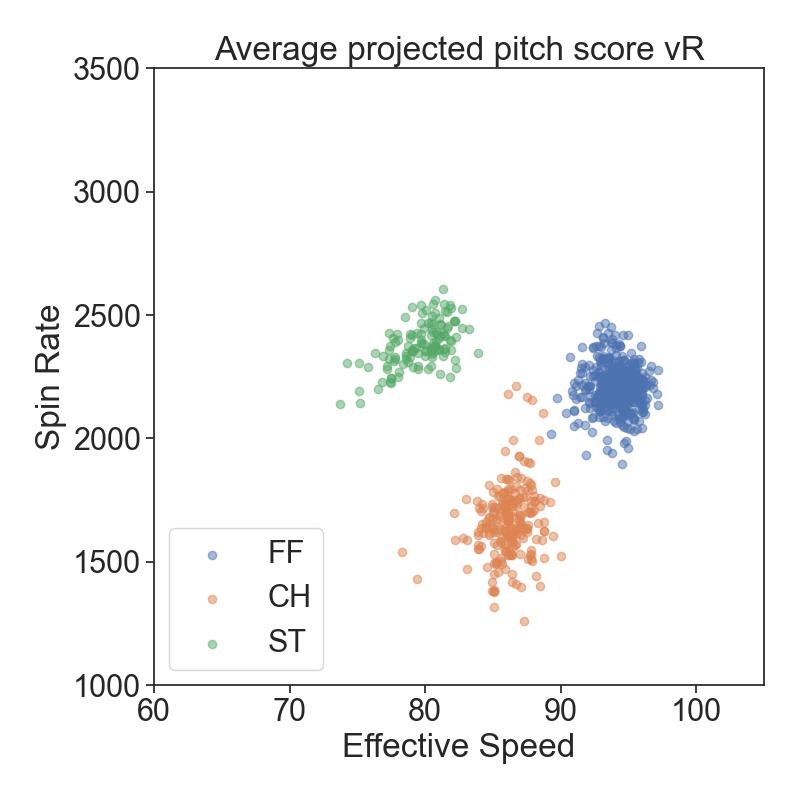 Average projected pitch score vR
3500
3000
2500
2000
1500
1000
Spin Rate
FF
CH
ST
60 70 80 90 100
Effective Speed